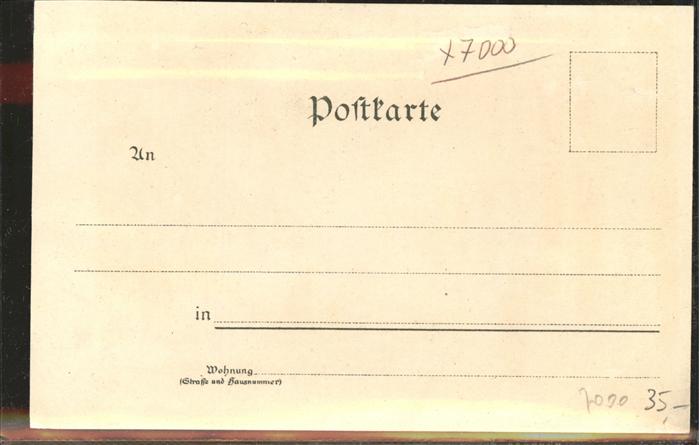 x7000
Postkarte
An
in
Wohnung
(Straße und Hausnummer)
7000 35,-